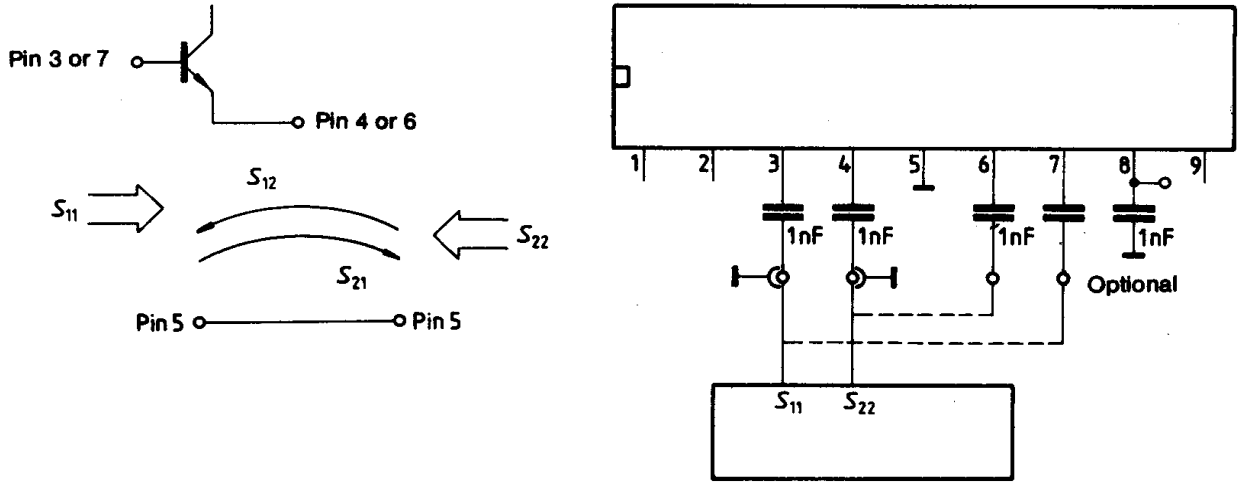 Pin 3 or 7
Pin 4 or 6
S12
S11
S22
S21
Pin 5
Pin 5
1 2 3 4 5 6 7 8 9
1nF 1nF 1nF 1nF
Optional
S11 S22